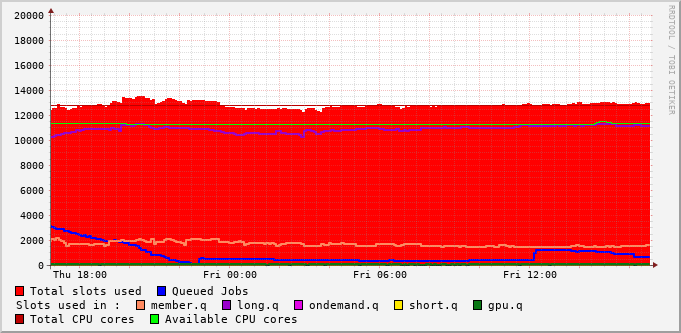 20000
18000
16000
14000
12000
10000
8000
6000
4000
2000
0
Thu 18:00 Fri 00:00 Fri 06:00 Fri 12:00
Total slots used Queued Jobs
Slots used in : member.q long.q ondemand.q short.q gpu.q
Total CPU cores Available CPU cores
RRDTOOL / TOBI OETIKER